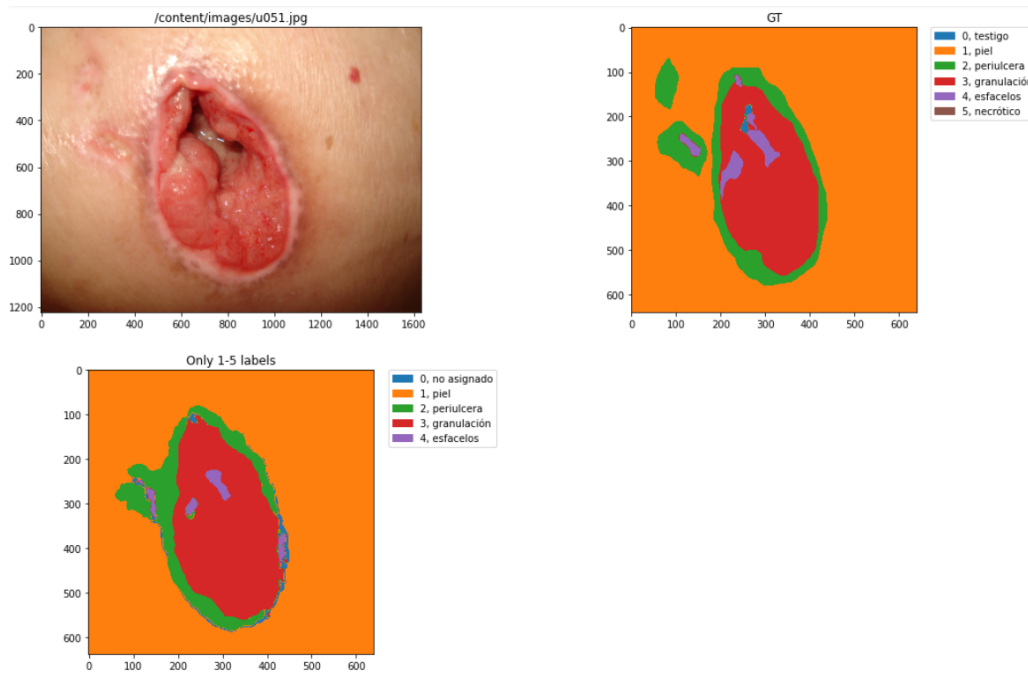 /content/images/u051.jpg
0
200
400
600
800
1000
1200
0 200 400 600 800 1000 1200 1400 1600
GT
0
100
200
300
400
500
600
0 100 200 300 400 500 600
0, testigo
1, piel
2, periulcera
3, granulación
4, esfacelos
5, necrótico
Only 1-5 labels
0
100
200
300
400
500
600
0 100 200 300 400 500 600
0, no asignado
1, piel
2, periulcera
3, granulación
4, esfacelos